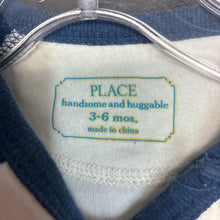 PLACE
handsome and huggable
3-6 mos.
made in china